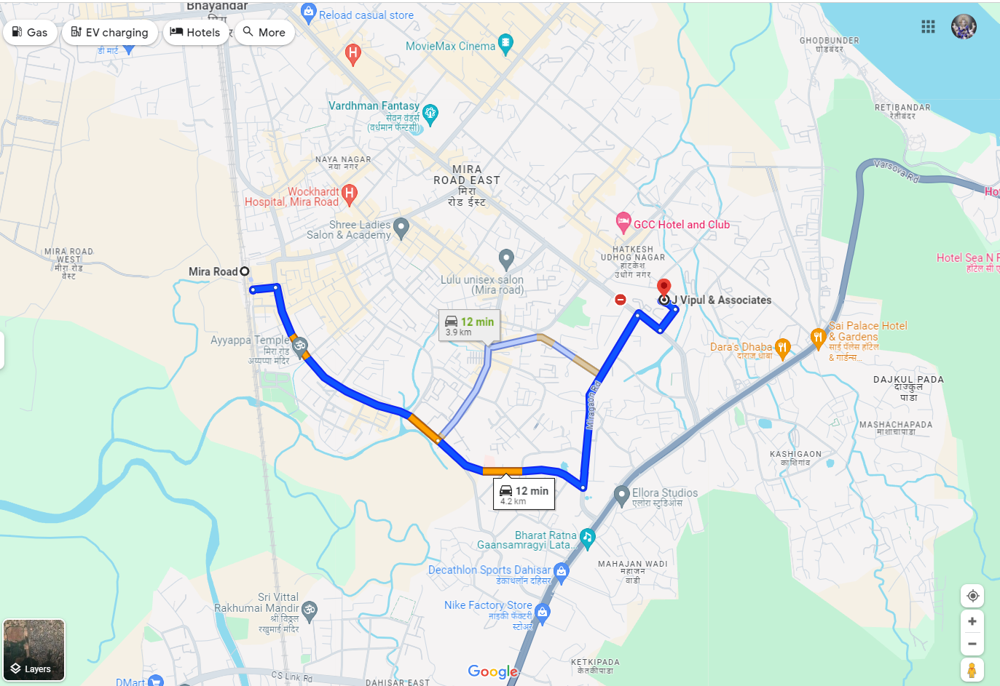 Bhayandar
Reload casual store
Gas
EV charging
Hotels
More
डी मार्ट
MovieMax Cinema
GHODBUNDER
घोडबंदर
Vardhman Fantasy
सेवन वंडर्स
(वर्धमान फॅन्टसी)
RETIBANDAR
रेतीबंदर
NAYA NAGAR
नया नगर
MIRA
ROAD EAST
मिरा
रोड ईस्ट
Varsova Rd
Wockhardt
Hospital, Mira Road
Ho
Shree Ladies
Salon & Academy
GCC Hotel and Club
MIRA ROAD
WEST
मीरा रोड
वेस्ट
HATKESH
UDHOG NAGAR
हाटकेश
उधोग नगर
Hotel Sea N R
हॉटेल सी ए
Mira Road
Lulu unisex salon
(Mira road)
J Vipul & Associates
12 min
3.9 km
Sai Palace Hotel
& Gardens
साई पॅलेस हॉटेल
& गार्डन्स...
Ayyappa Temple
मिरा रोड
अय्यप्पा मंदिर
Dara's Dhaba
दाराज़ धाबा
DAJKUL PADA
दाज्कुल
पाडा
Miragaon Rd
MASHACHAPADA
माशाचापाडा
KASHIGAON
काशिगांव
12 min
4.2 km
Ellora Studios
एलोरा स्टुडिओस
Bharat Ratna
Gaansamragyi Lata...
MAHAJAN WADI
महाजन
वाडी
Decathlon Sports Dahisar
डेकाथलॉन दहिसर
Sri Vittal
Rakhumai Mandir
श्री विठ्ठल
रखुमाई मंदिर
Nike Factory Store
नाइकी फॅक्टरी
स्टोअर
Layers
Google
KETKIPADA
केतकीपाडा
DMart
CS Link Rd
DAHISAR EAST